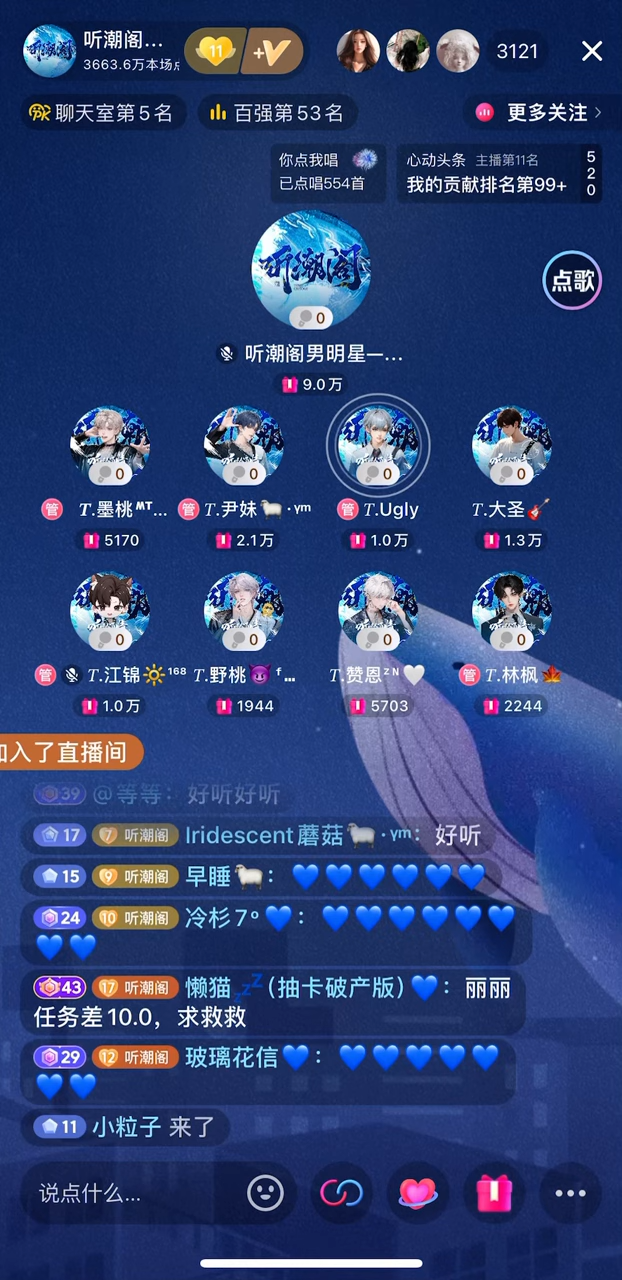 听潮阁...
3663.6万本场点
11
+
3121
聊天室第5名
百强第53名
更多关注
你点我唱
已点唱554首
心动头条 主播第11名
我的贡献排名第99+
520
听潮阁
0
点歌
听潮阁男明星一...
9.0万
0 0 0 0
管 T.墨桃ᴹᵀ... 管 T.尹妹🐑·ʸᵐ 管 T.Ugly T.大圣🎸
5170 2.1万 1.0万 1.3万
0 0 0 0
管 T.江锦🔆¹⁶⁸ T.野桃😈ᶠ... T.赞恩ᶻᴺ🤍 管 T.林枫🍁
1.0万 1944 5703 2244
加入了直播间
39 @等等：好听好听
17 7 听潮阁 Iridescent蘑菇🐑·ʸᵐ：好听
15 9 听潮阁 早睡🐑：💙💙💙💙💙💙
24 10 听潮阁 冷杉7°💙：💙💙💙💙💙💙
💙💙
43 17 听潮阁 懒猫💤(抽卡破产版)💙：丽丽
任务差10.0，求救救
29 12 听潮阁 玻璃花信💙：💙💙💙💙💙
💙💙
11 小粒子 来了
说点什么...